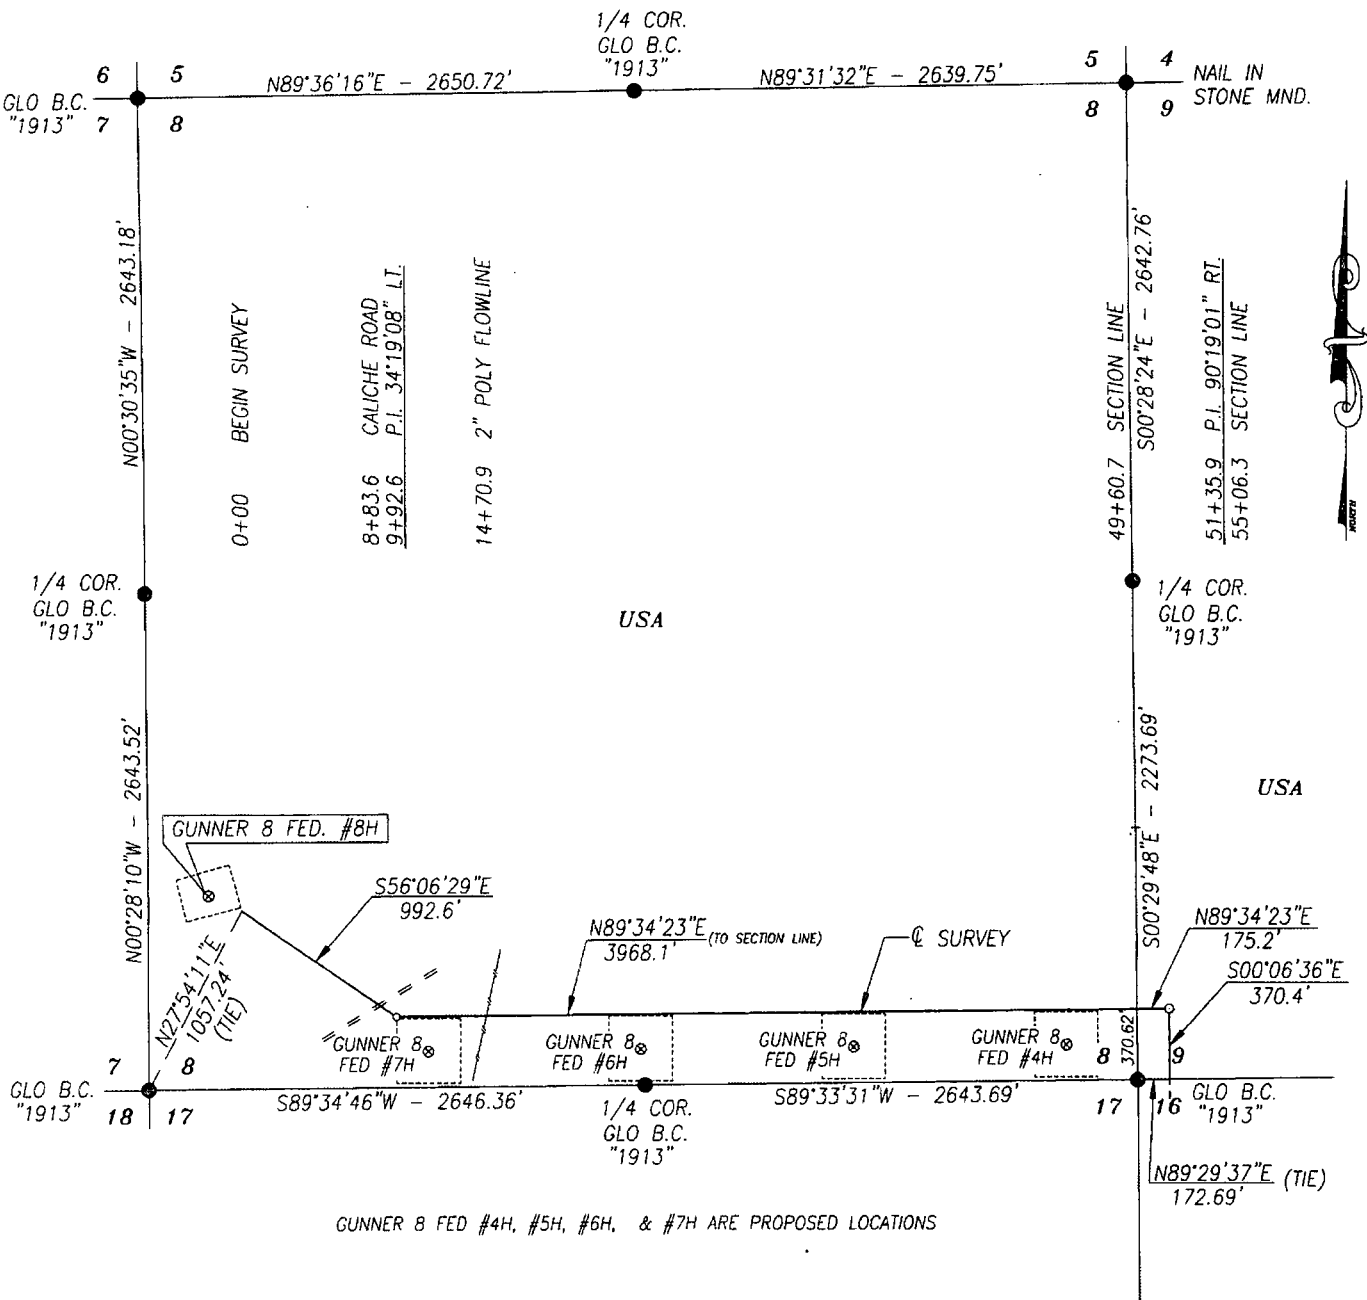 1/4 COR.
GLO B.C.
"1913"
6 5
N89°36'16"E - 2650.72'
N89°31'32"E - 2639.75'
5 4
NAIL IN
STONE MND.
GLO B.C.
"1913"
7 8
8 9
N00°30'35"W - 2643.18'
0+00 BEGIN SURVEY
8+83.6 CALICHE ROAD
9+92.6 P.I. 34°19'08" LT.
14+70.9 2" POLY FLOWLINE
49+60.7 SECTION LINE
S00°28'24"E - 2642.76'
51+35.9 P.I. 90°19'01" RT.
55+06.3 SECTION LINE
NORTH
1/4 COR.
GLO B.C.
"1913"
USA
1/4 COR.
GLO B.C.
"1913"
N00°28'10"W - 2643.52'
S00°29'48"E - 2273.69'
USA
GUNNER 8 FED. #8H
S56°06'29"E
992.6'
N89°34'23"E (TO SECTION LINE)
3968.1'
℄ SURVEY
N89°34'23"E
175.2'
S00°06'36"E
370.4'
N27°54'11"E
1057.24'
(TIE)
GUNNER 8
FED #7H
GUNNER 8
FED #6H
GUNNER 8
FED #5H
GUNNER 8
FED #4H
370.62'
7 8
8 9
GLO B.C.
"1913"
18 17
S89°34'46"W - 2646.36'
1/4 COR.
GLO B.C.
"1913"
S89°33'31"W - 2643.69'
17 16
GLO B.C.
"1913"
N89°29'37"E (TIE)
172.69'
GUNNER 8 FED #4H, #5H, #6H, & #7H ARE PROPOSED LOCATIONS